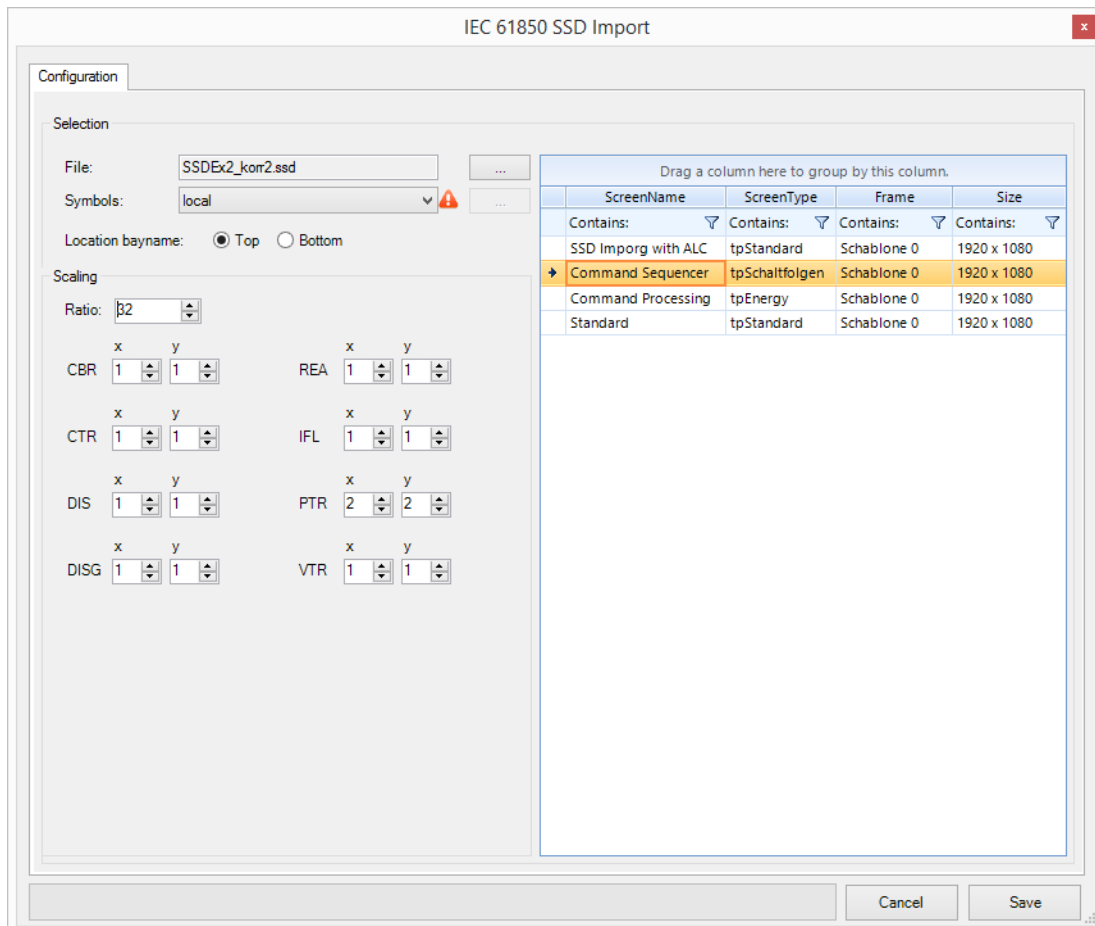 IEC 61850 SSD Import
x
Configuration
Selection
File: SSDEx2_korr2.ssd ...
Symbols: local ...
Location bayname: Top Bottom
Scaling
Ratio: 32
x y x y
CBR 1 1 REA 1 1
x y x y
CTR 1 1 IFL 1 1
x y x y
DIS 1 1 PTR 2 2
x y x y
DISG 1 1 VTR 1 1
Drag a column here to group by this column.
ScreenName ScreenType Frame Size
Contains: Contains: Contains: Contains:
SSD Imporg with ALC tpStandard Schablone 0 1920 x 1080
Command Sequencer tpSchaltfolgen Schablone 0 1920 x 1080
Command Processing tpEnergy Schablone 0 1920 x 1080
Standard tpStandard Schablone 0 1920 x 1080
Cancel Save